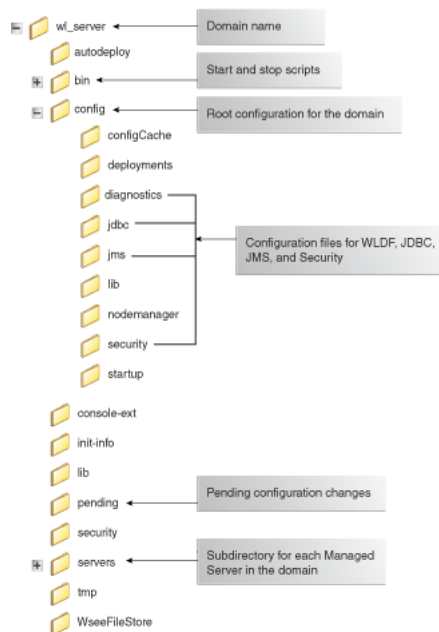 wl_server
Domain name
autodeploy
bin
Start and stop scripts
config
Root configuration for the domain
configCache
deployments
diagnostics
jdbc
Configuration files for WLDF, JDBC,
JMS, and Security
jms
lib
nodemanager
security
startup
console-ext
init-info
lib
pending
Pending configuration changes
security
servers
Subdirectory for each Managed
Server in the domain
tmp
WseeFileStore